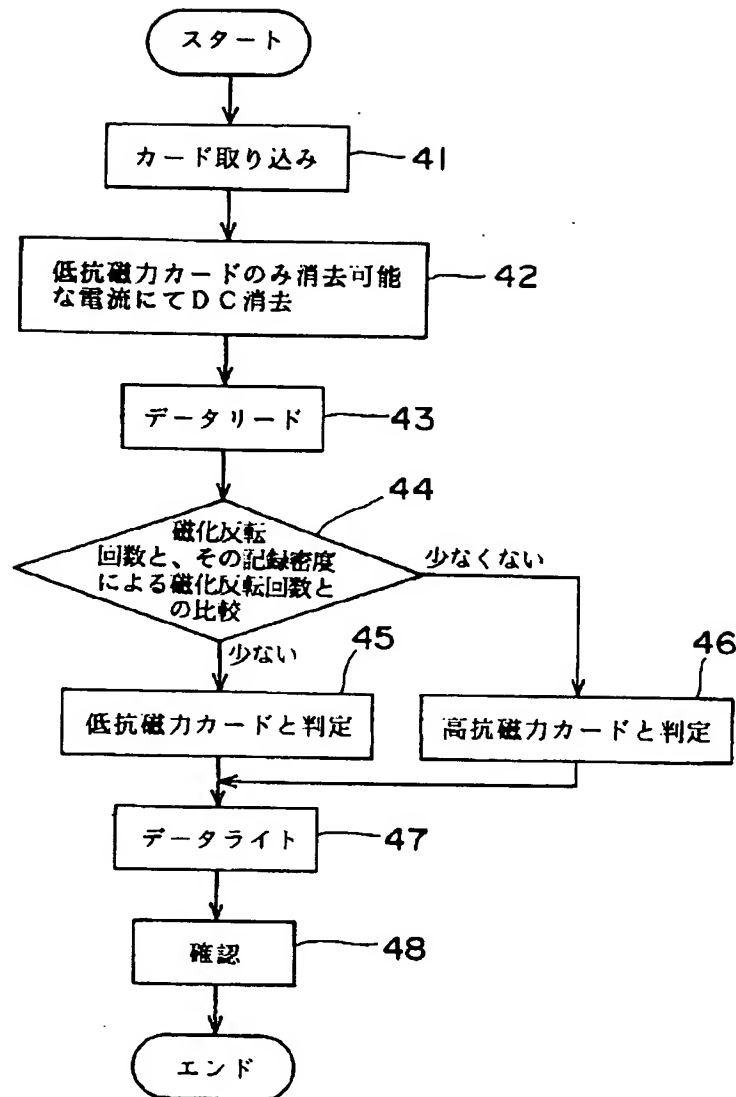 スタート
カード取り込み
41
低抗磁力カードのみ消去可能
な電流にてDC消去
42
データリード
43
44
磁化反転
回数と、その記録密度
による磁化反転回数と
の比較
少なくない
少ない
45
46
低抗磁力カードと判定
高抗磁力カードと判定
データライト
47
確認
48
エンド